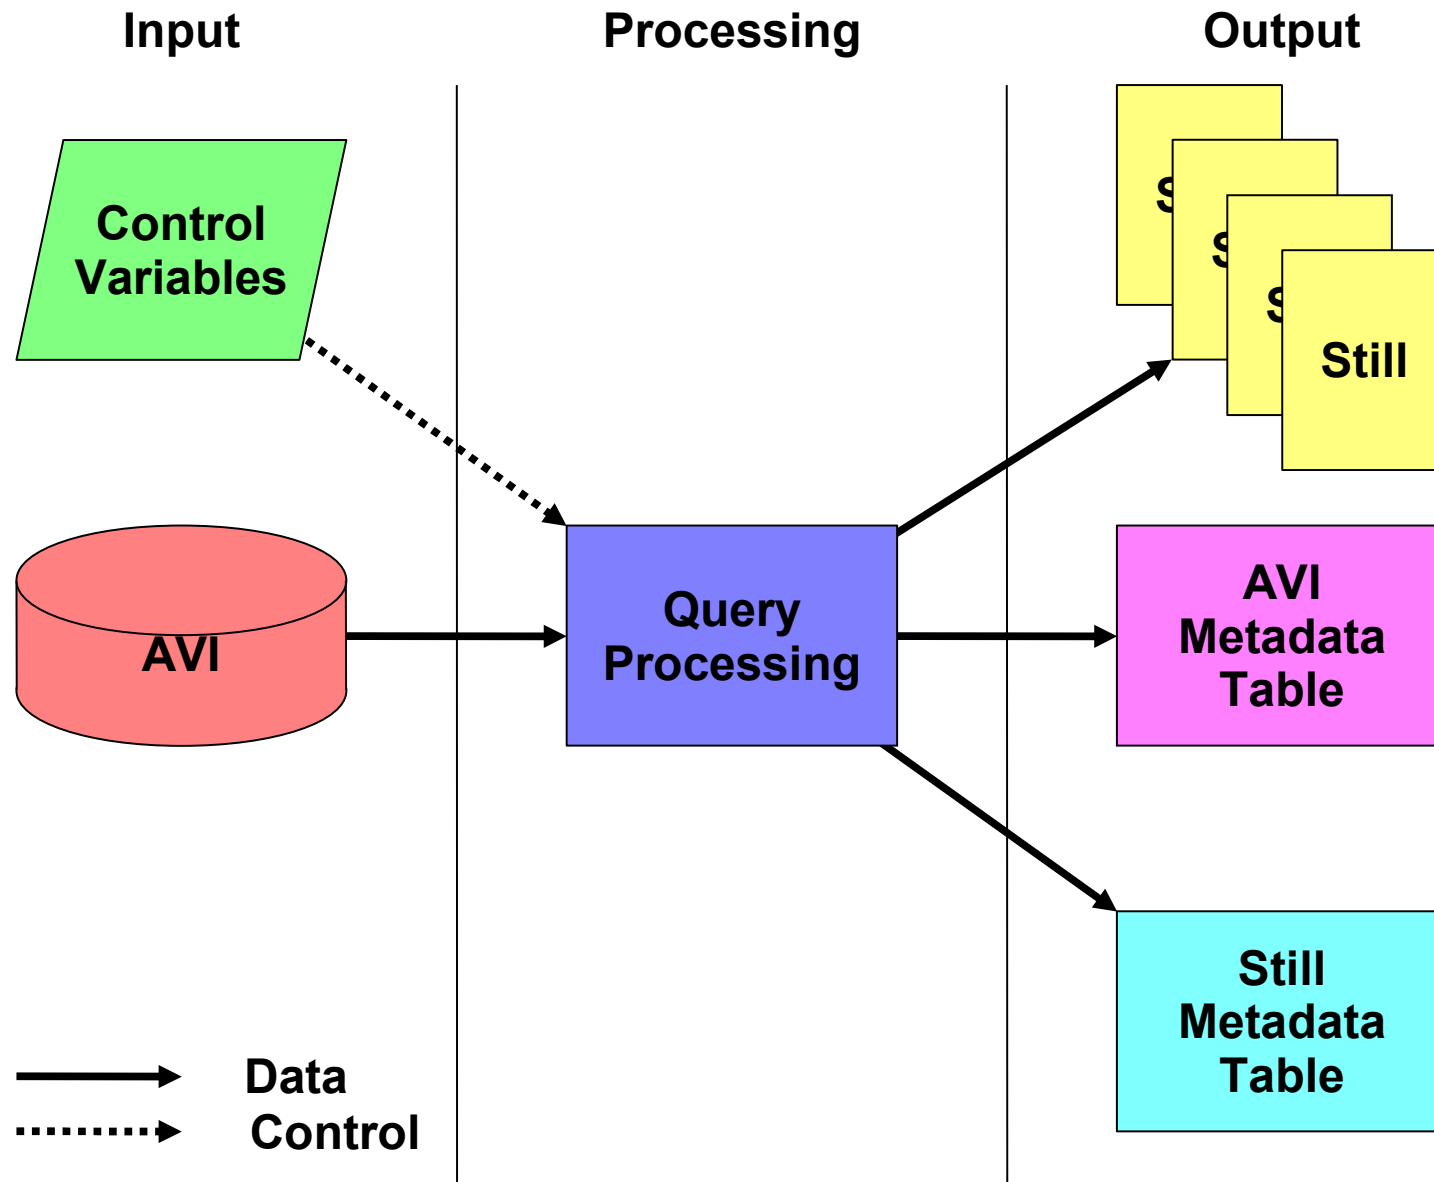 Input
Processing
Output
Control
Variables
S
S
S
Still
AVI
Query
Processing
AVI
Metadata
Table
Still
Metadata
Table
Data
Control